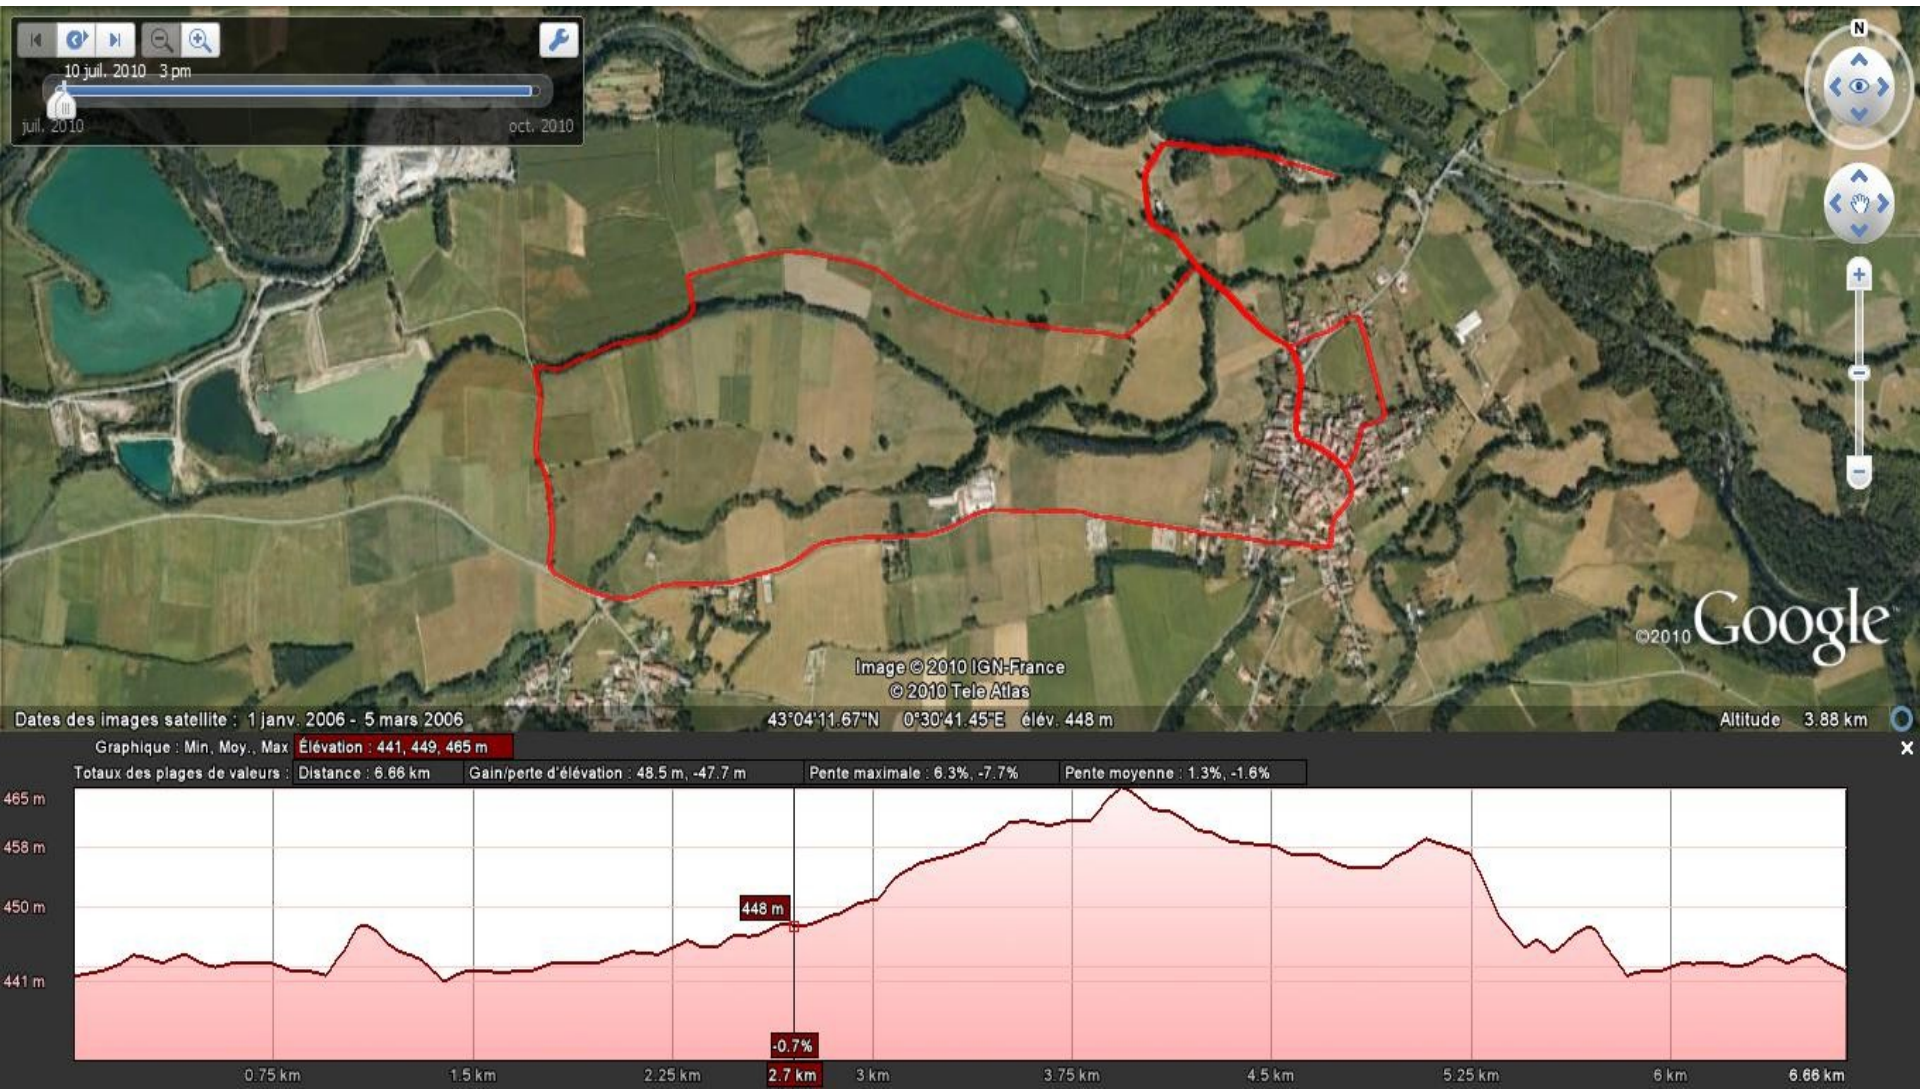 N
10 juil. 2010 3 pm
juil. 2010
oct. 2010
©2010 Google
Image © 2010 IGN-France
© 2010 Tele Atlas
Dates des images satellite : 1 janv. 2006 - 5 mars 2006
43°04'11.67"N 0°30'41.45"E élév. 448 m
Altitude 3.88 km
Graphique : Min, Moy., Max Élévation : 441, 449, 465 m
Totaux des plages de valeurs : Distance : 6.66 km Gain/perte d'élévation : 48.5 m, -47.7 m Pente maximale : 6.3%, -7.7% Pente moyenne : 1.3%, -1.6%
465 m
458 m
450 m
448 m
441 m
-0.7%
0.75 km 1.5 km 2.25 km 2.7 km 3 km 3.75 km 4.5 km 5.25 km 6 km 6.66 km